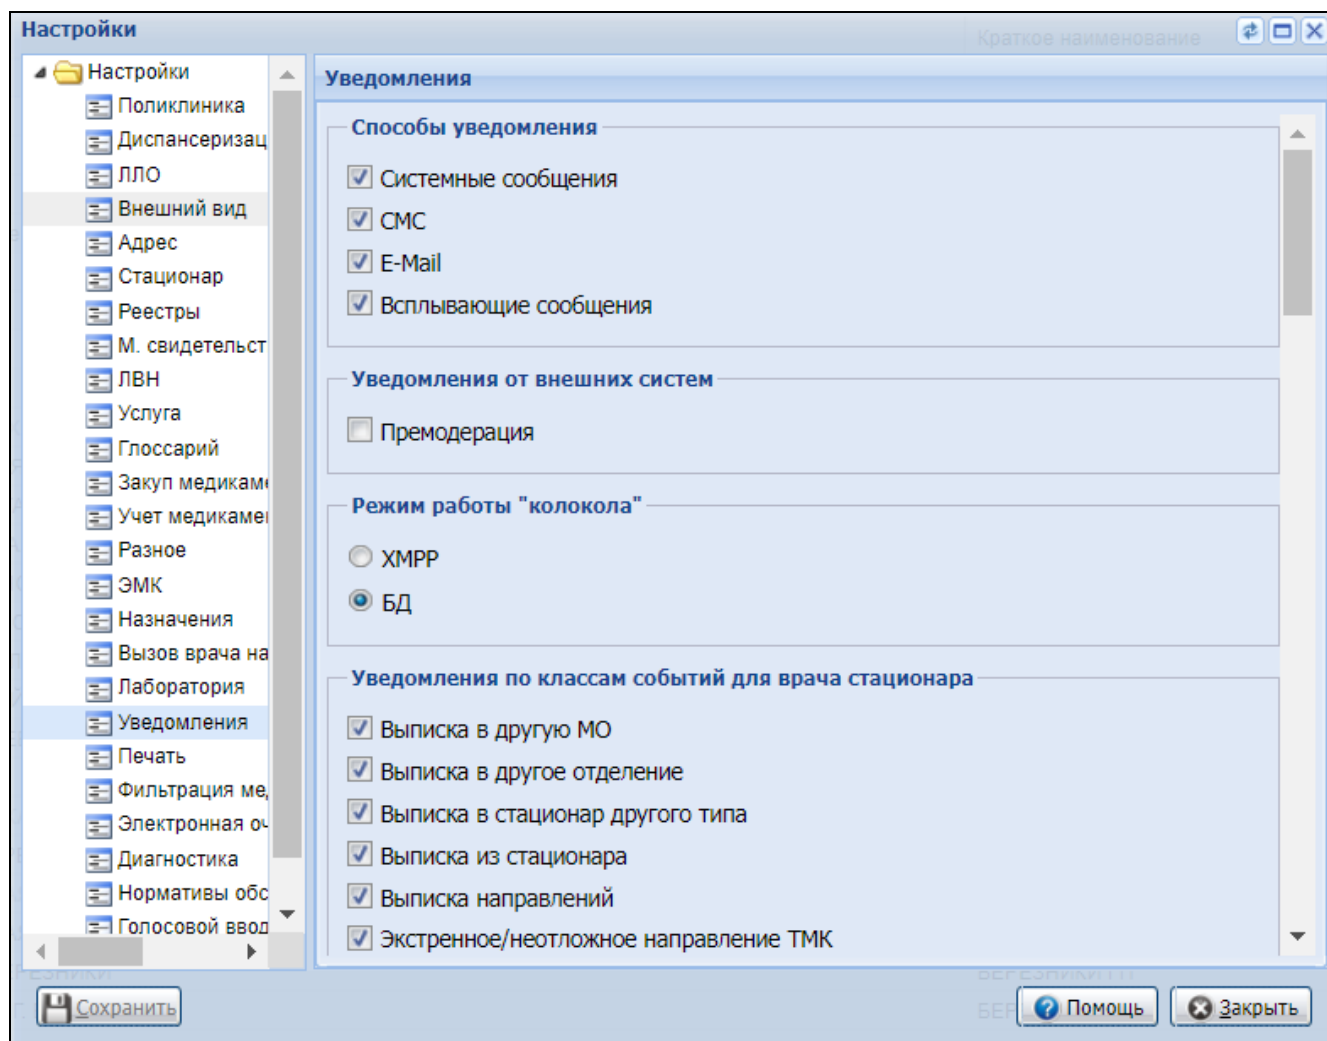 Настройки
Краткое наименование
Настройки
Поликлиника
Диспансеризац
ЛЛО
Внешний вид
Адрес
Стационар
Реестры
М. свидетельст
ЛВН
Услуга
Глоссарий
Закуп медикаме
Учет медикамен
Разное
ЭМК
Назначения
Вызов врача на
Лаборатория
Уведомления
Печать
Фильтрация ме
Электронная оч
Диагностика
Нормативы обс
Голосовой ввод
Уведомления
Способы уведомления
Системные сообщения
СМС
E-Mail
Всплывающие сообщения
Уведомления от внешних систем
Премодерация
Режим работы "колокола"
XMPP
БД
Уведомления по классам событий для врача стационара
Выписка в другую МО
Выписка в другое отделение
Выписка в стационар другого типа
Выписка из стационара
Выписка направлений
Экстренное/неотложное направление ТМК
Сохранить
Помощь
Закрыть